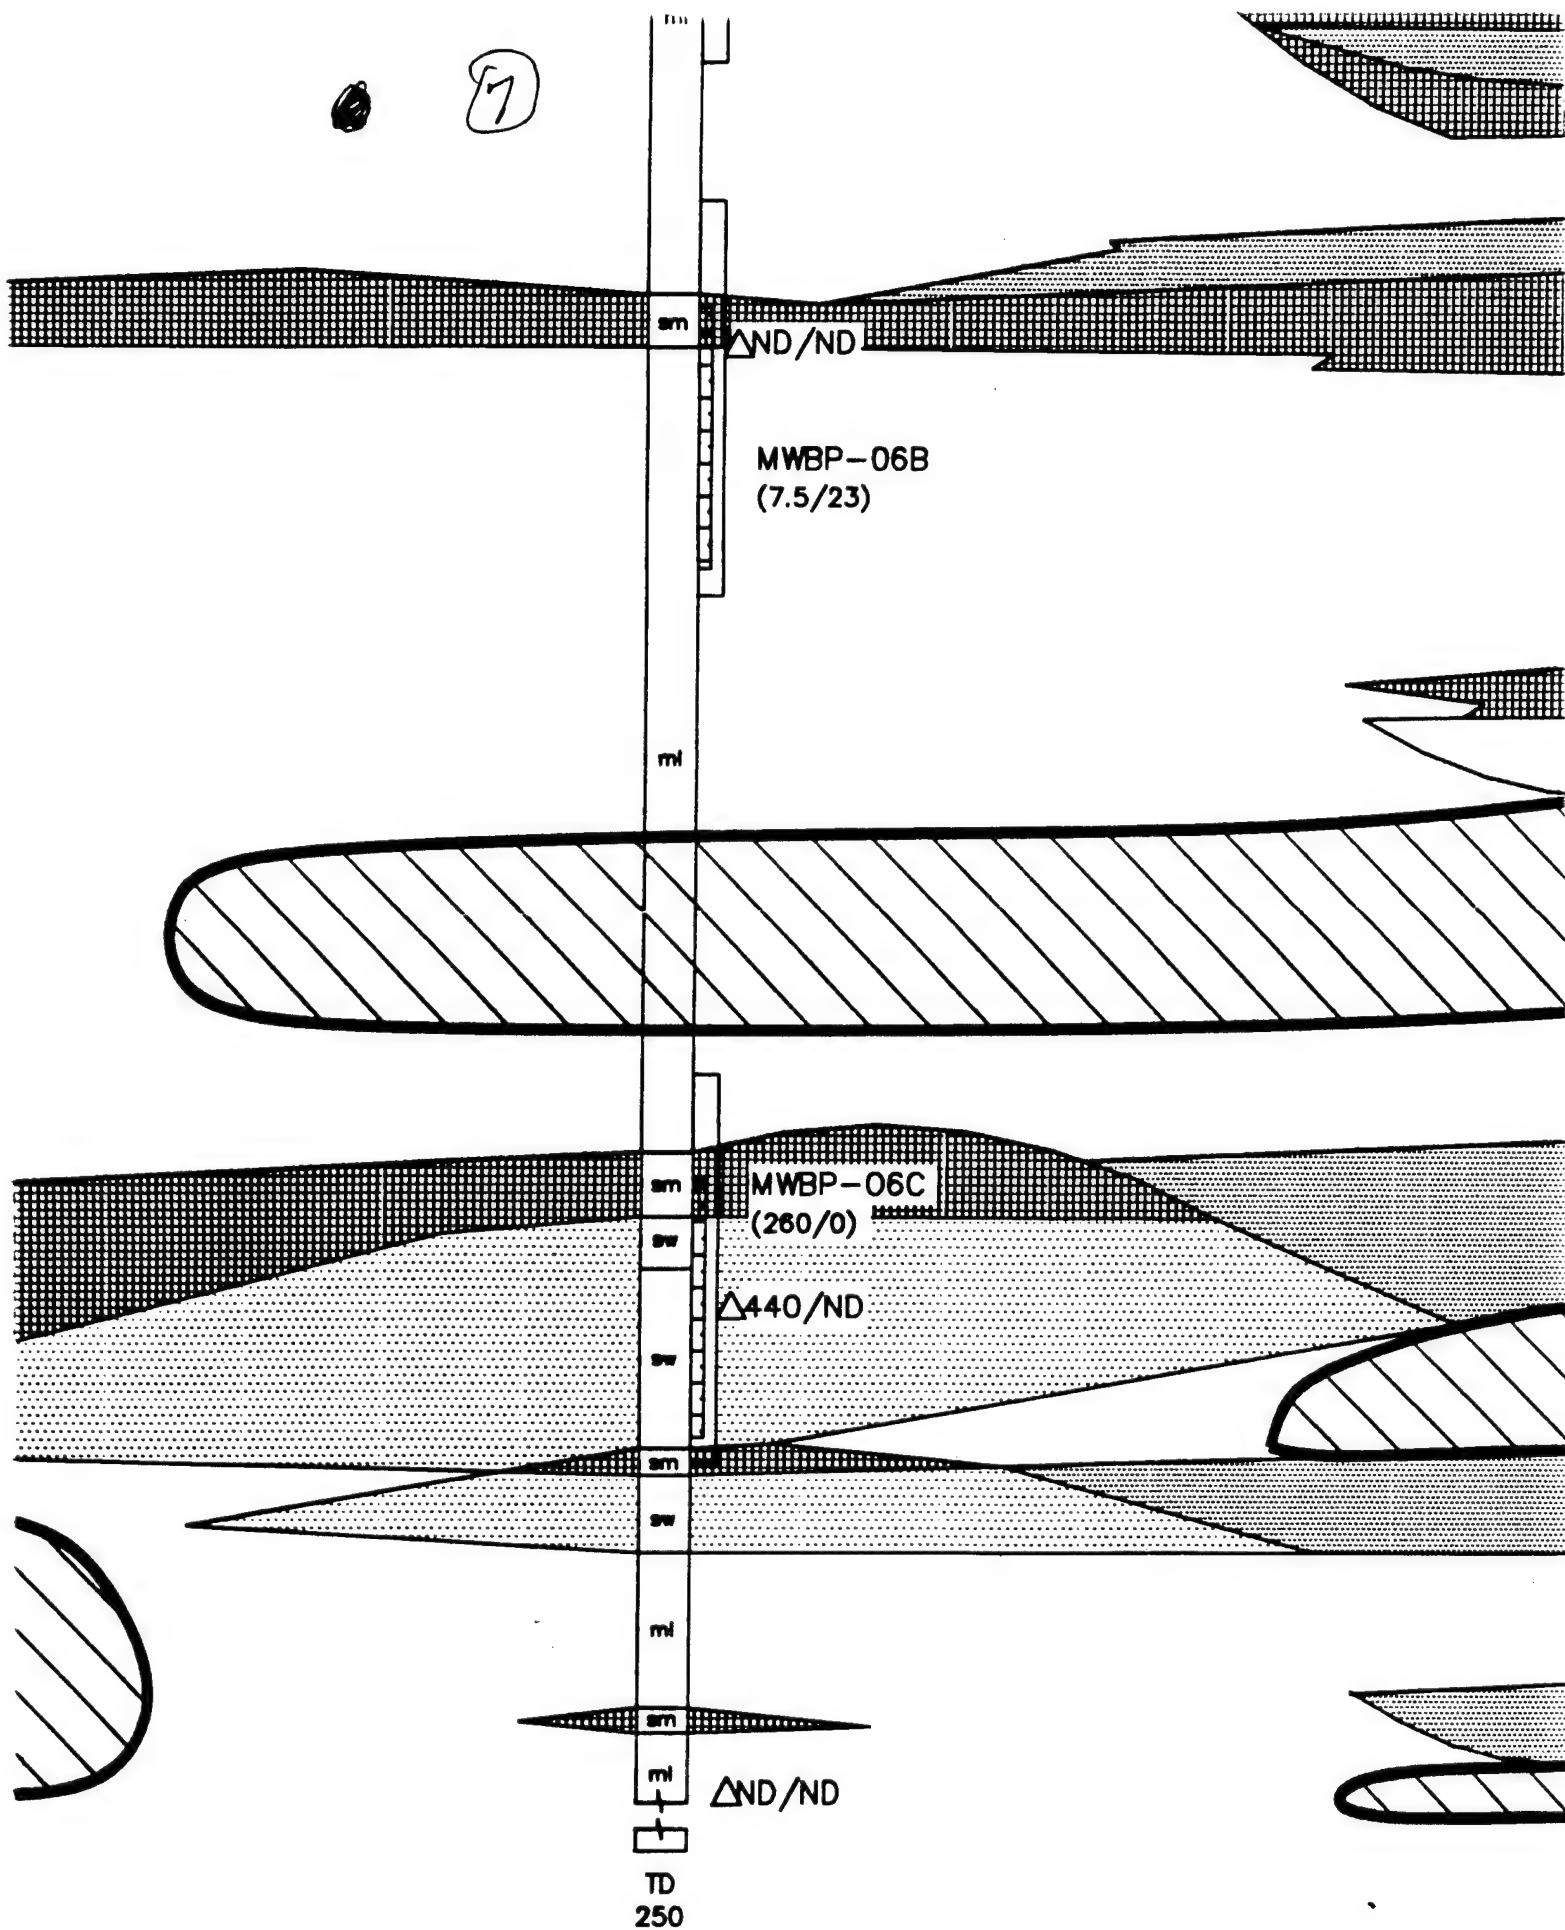 7
sm
△ND/ND
MWBP-06B
(7.5/23)
ml
sm
MWBP-06C
(260/0)
sw
△440/ND
sw
sm
sw
ml
sm
ml
△ND/ND
TD
250